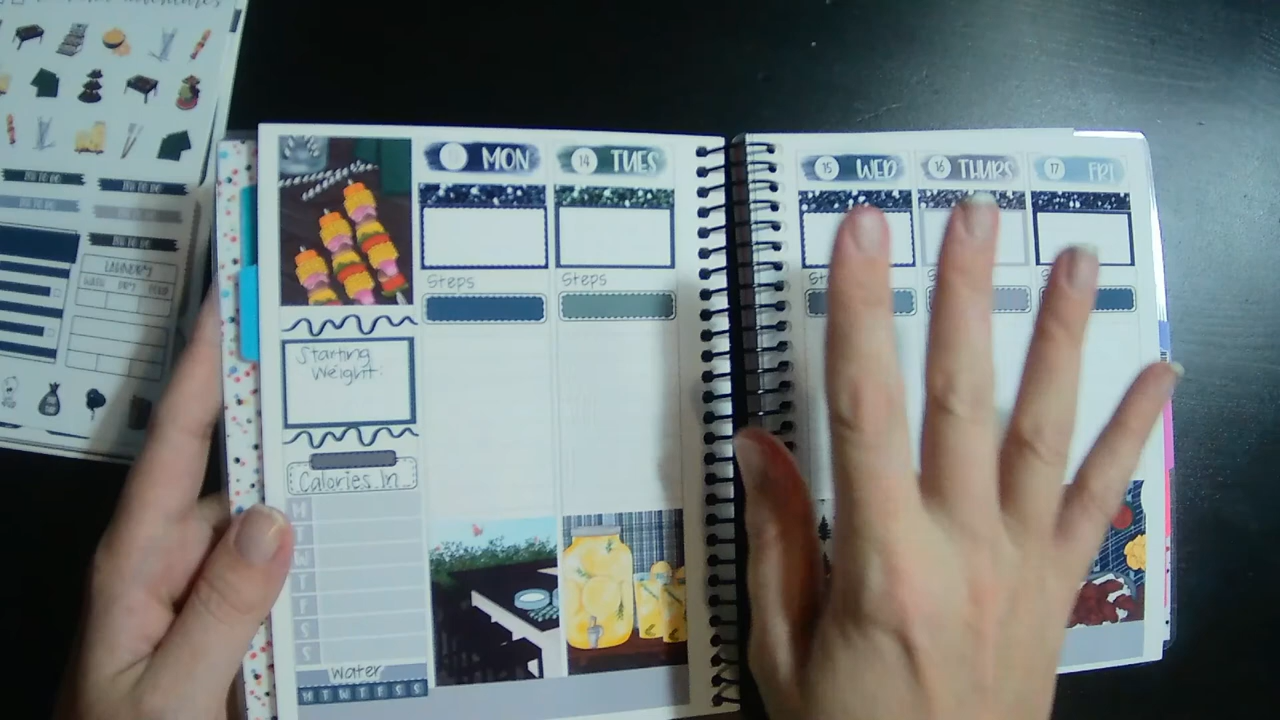 MON
14 TUES
15 WED
16 THURS
17 FRI
Steps
Steps
Starting
Weight:
Calories In
M
T
W
T
F
S
S
Water
M T W T F S S
LAUNDRY